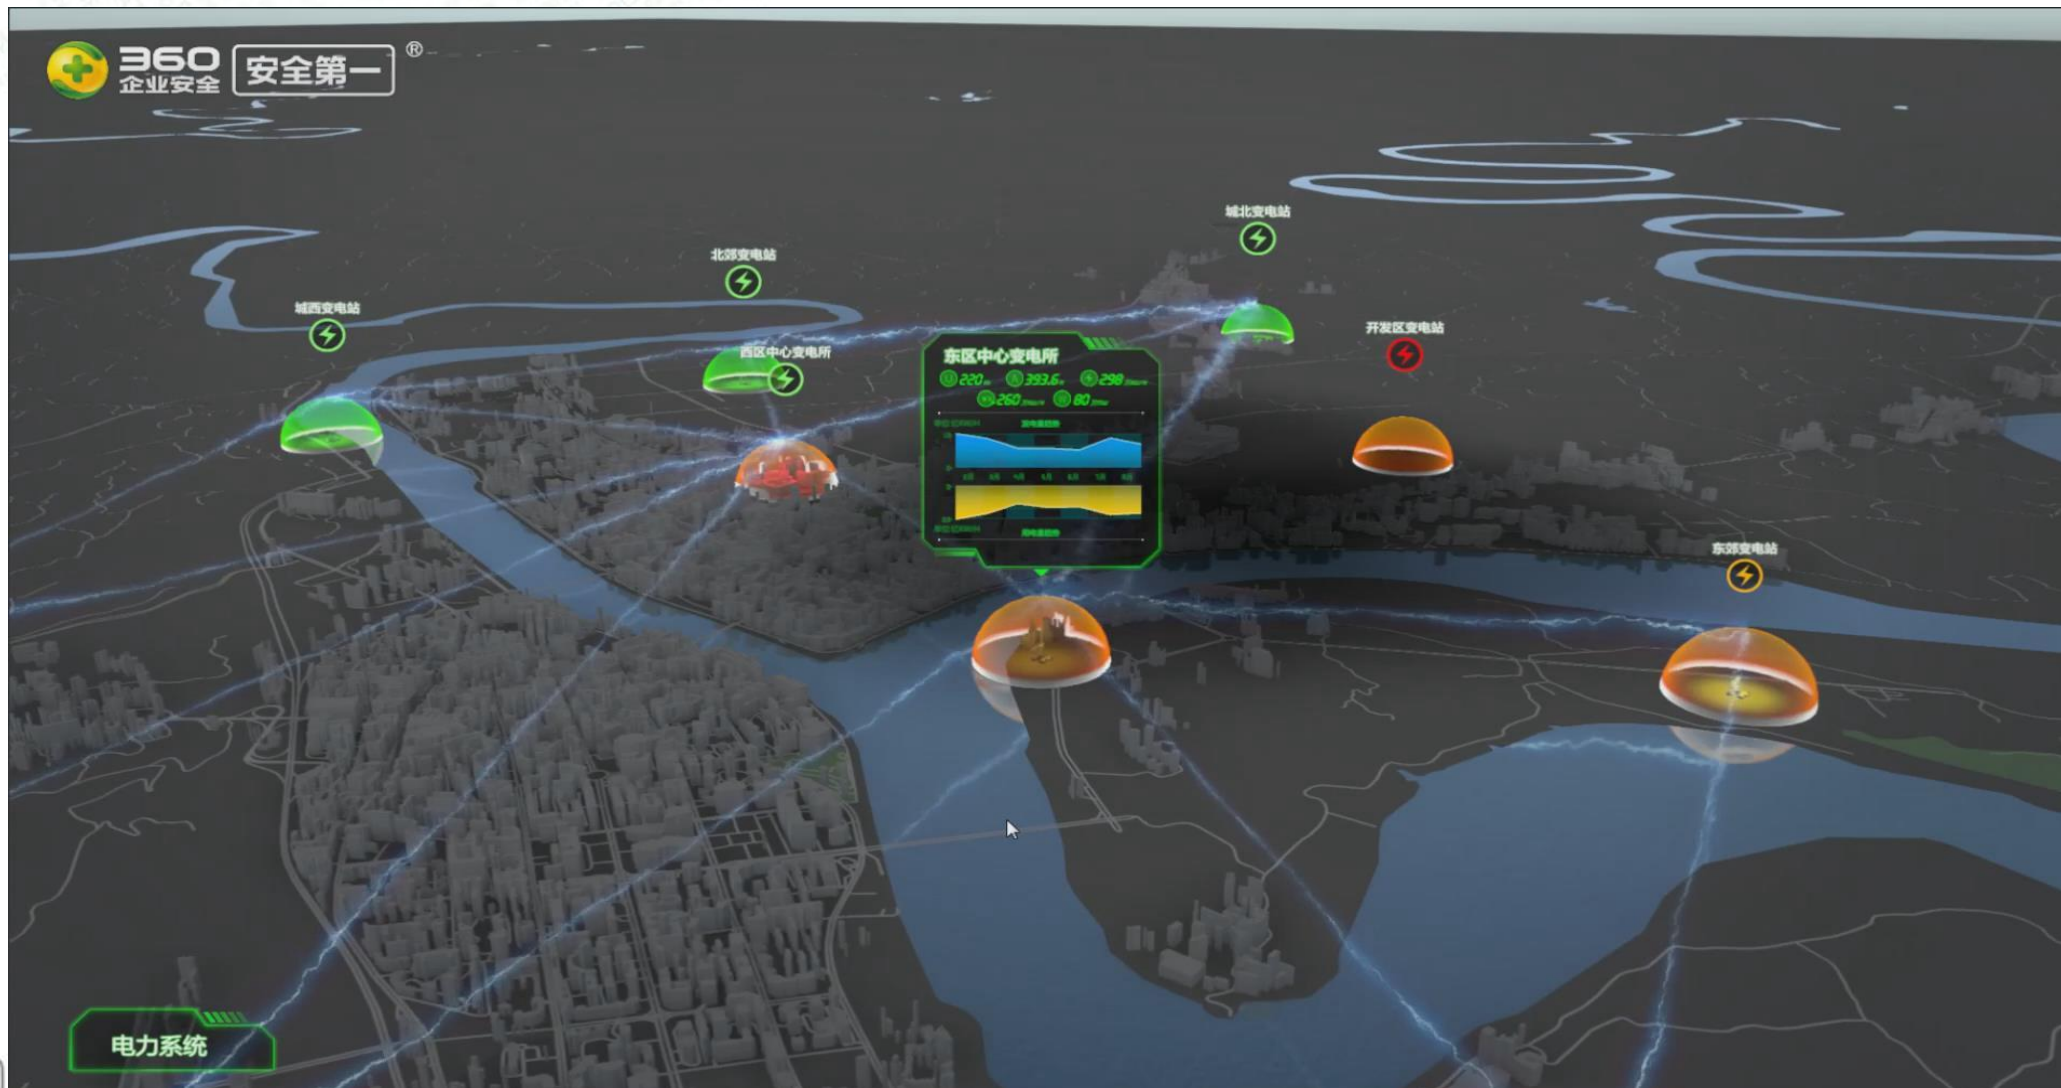 360
企业安全
安全第一
®
城北变电站
北郊变电站
城西变电站
开发区变电站
西区中心变电所
东区中心变电所
220
393.6
298
260
80
东郊变电站
电力系统